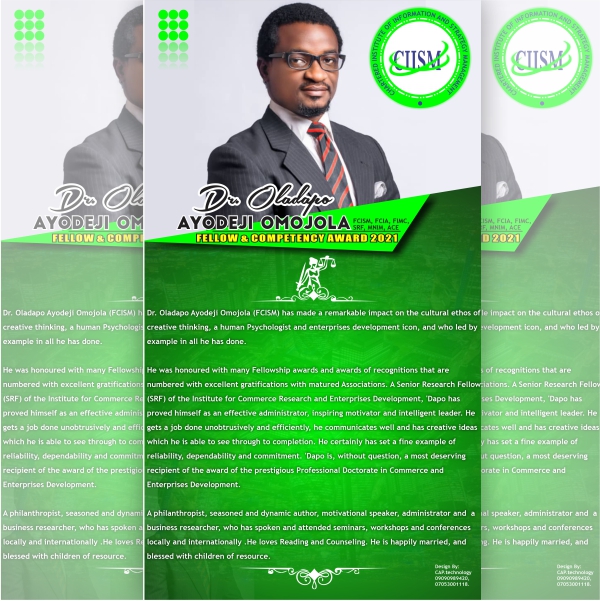 CHARTERED INSTITUTE OF INFORMATION AND STRATEGY MANAGEMENT
CIISM
Dr. Oladapo
AYODEJI OMOJOLA
FCISM, FCIA, FIMC,
SRF, MNIM, ACE
FELLOW & COMPETENCY AWARD 2021
Dr. Oladapo Ayodeji Omojola (FCISM) has made a remarkable impact on the cultural ethos of
creative thinking, a human Psychologist and enterprises development icon, and who led by
example in all he has done.
He was honoured with many Fellowship awards and awards of recognitions that are
numbered with excellent gratifications with matured Associations. A Senior Research Fellow
(SRF) of the Institute for Commerce Research and Enterprises Development, 'Dapo has
proved himself as an effective administrator, inspiring motivator and intelligent leader. He
gets a job done unobtrusively and efficiently, he communicates well and has creative ideas
which he is able to see through to completion. He certainly has set a fine example of
reliability, dependability and commitment. 'Dapo is, without question, a most deserving
recipient of the award of the prestigious Professional Doctorate in Commerce and
Enterprises Development.
A philanthropist, seasoned and dynamic author, motivational speaker, administrator and a
business researcher, who has spoken and attended seminars, workshops and conferences
locally and internationally .He loves Reading and Counseling. He is happily married, and
blessed with children of resource.
Design By:
CAP.technology
09090989420,
07053001118.